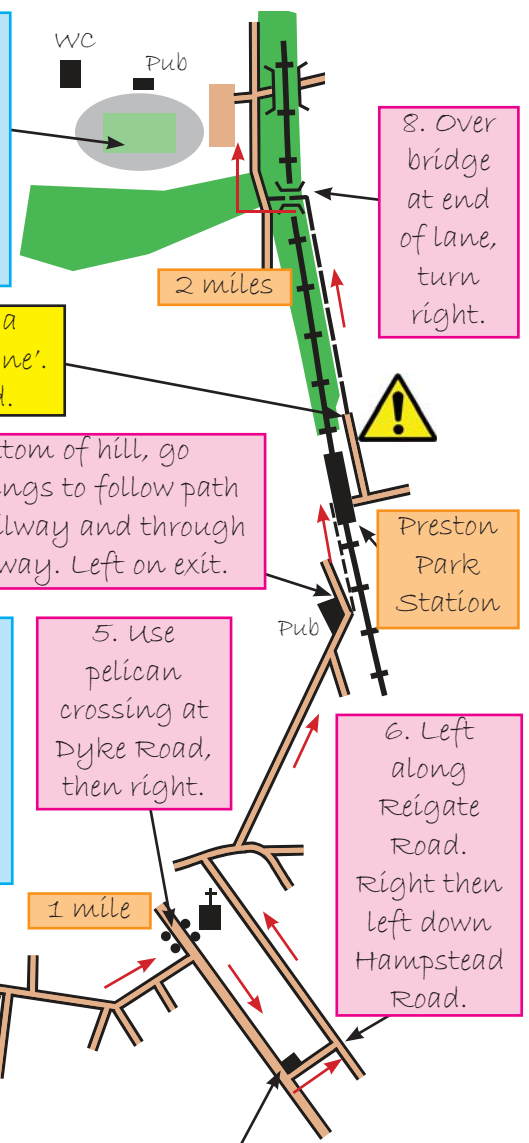 WC
Pub
8. Over
bridge
at end
of lane,
turn
right.
2 miles
a
ne'.
d.
tom of hill, go
ngs to follow path
ilway and through
way. Left on exit.
Preston
Park
Station
Pub
5. Use
pelican
crossing at
Dyke Road,
then right.
6. Left
along
Reigate
Road.
Right then
left down
Hampstead
Road.
1 mile